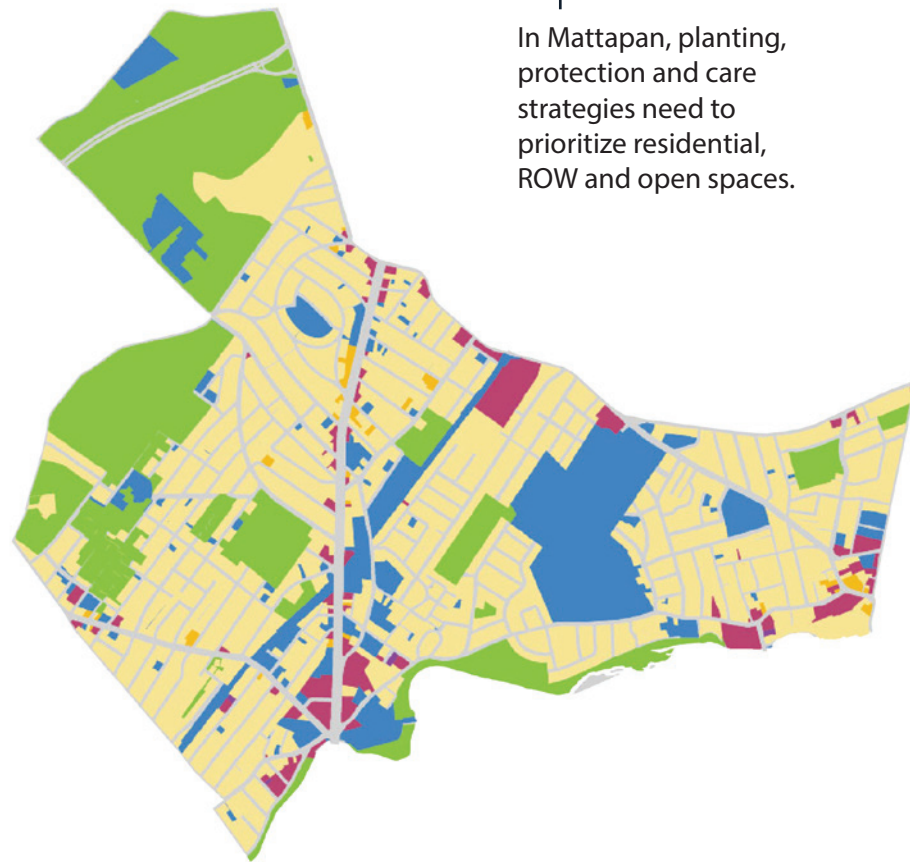 In Mattapan, planting,
protection and care
strategies need to
prioritize residential,
ROW and open spaces.